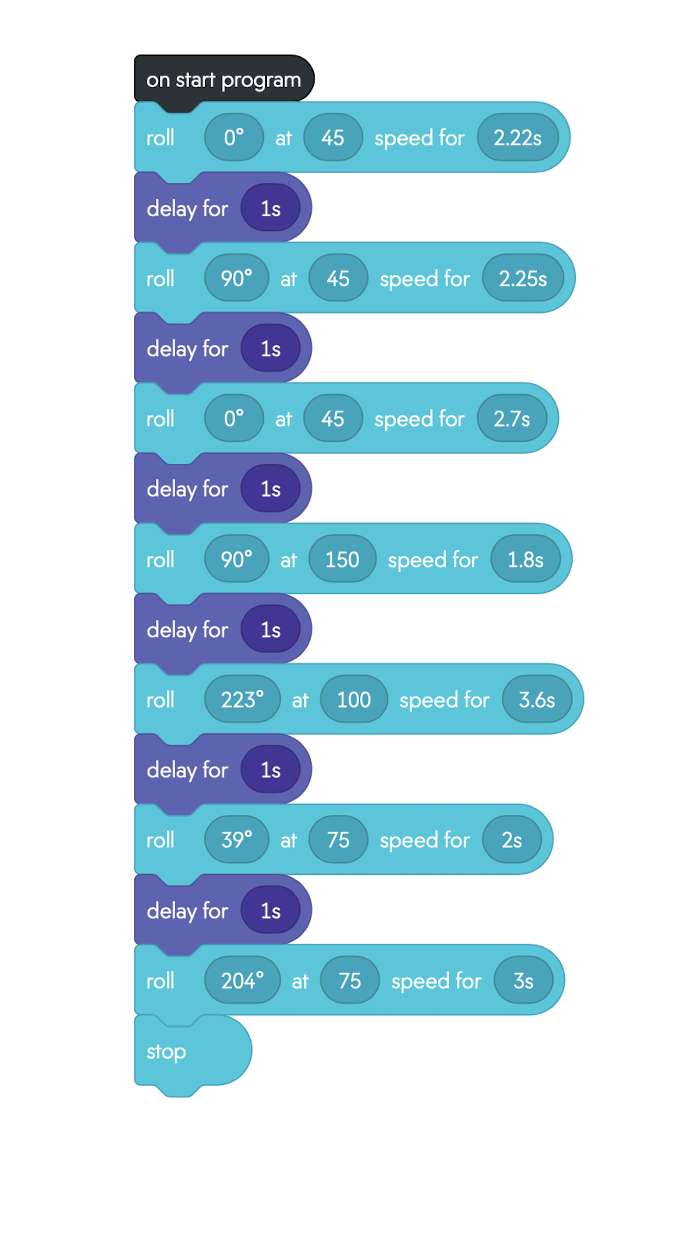 on start program
roll 0° at 45 speed for 2.22s
delay for 1s
roll 90° at 45 speed for 2.25s
delay for 1s
roll 0° at 45 speed for 2.7s
delay for 1s
roll 90° at 150 speed for 1.8s
delay for 1s
roll 223° at 100 speed for 3.6s
delay for 1s
roll 39° at 75 speed for 2s
delay for 1s
roll 204° at 75 speed for 3s
stop